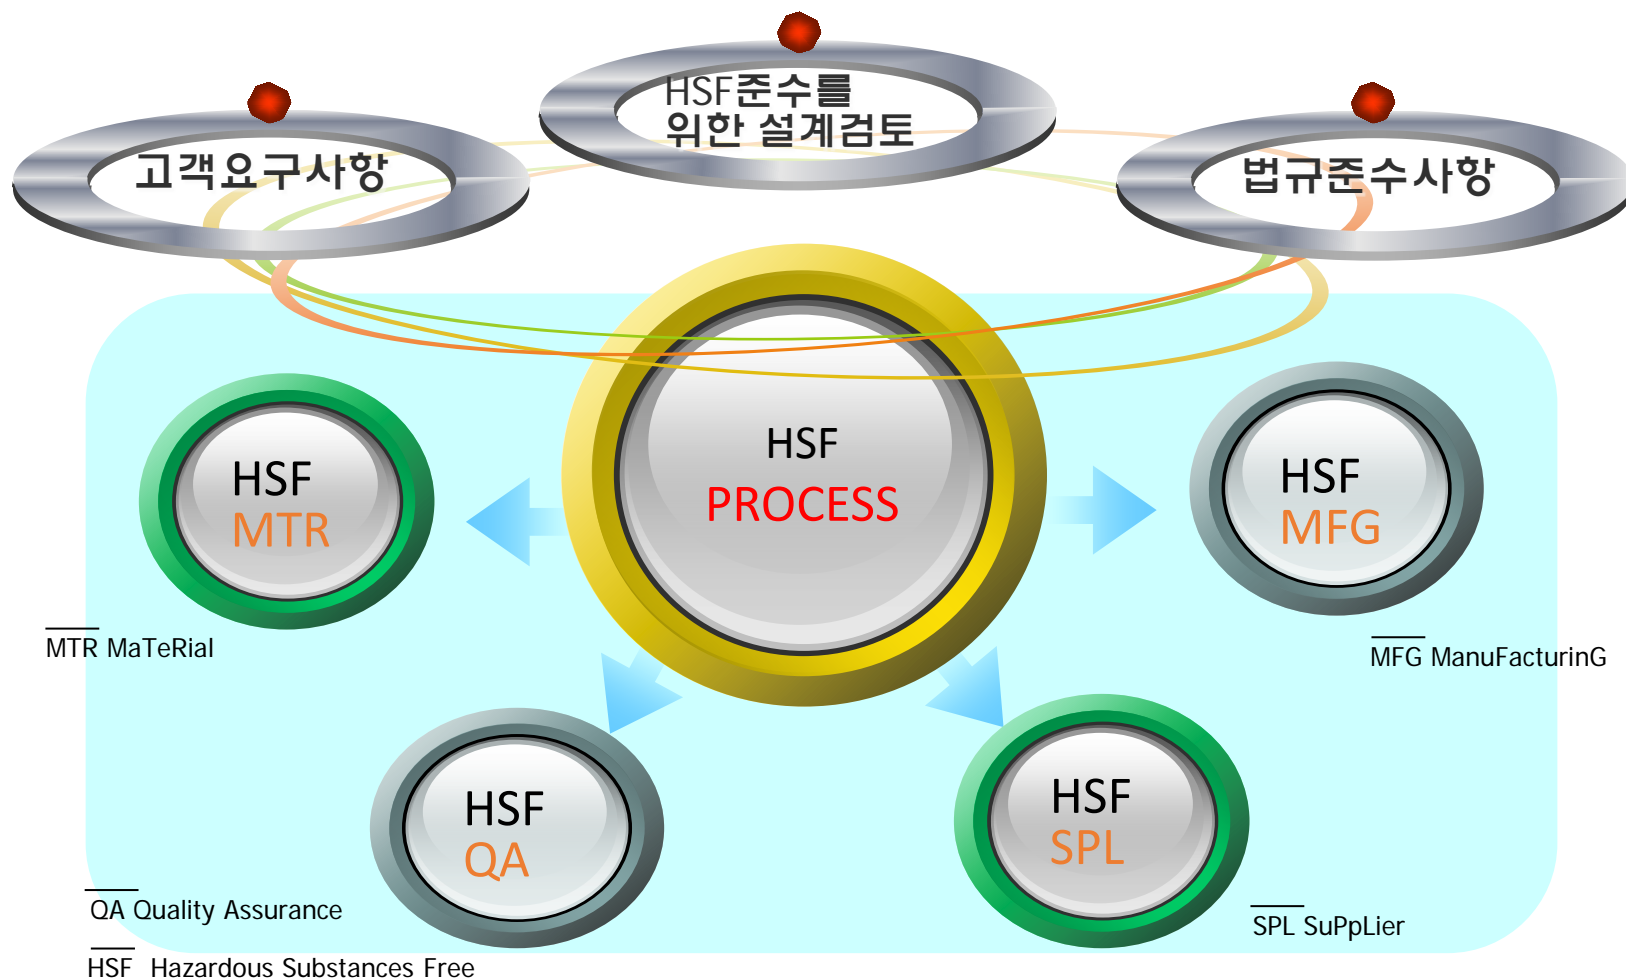 HSF준수를
위한 설계검토
고객요구사항
법규준수사항
HSF
PROCESS
HSF
MTR
HSF
MFG
MTR MaTeRial
MFG ManuFacturinG
HSF
QA
HSF
SPL
QA Quality Assurance
SPL SuPpLier
HSF Hazardous Substances Free